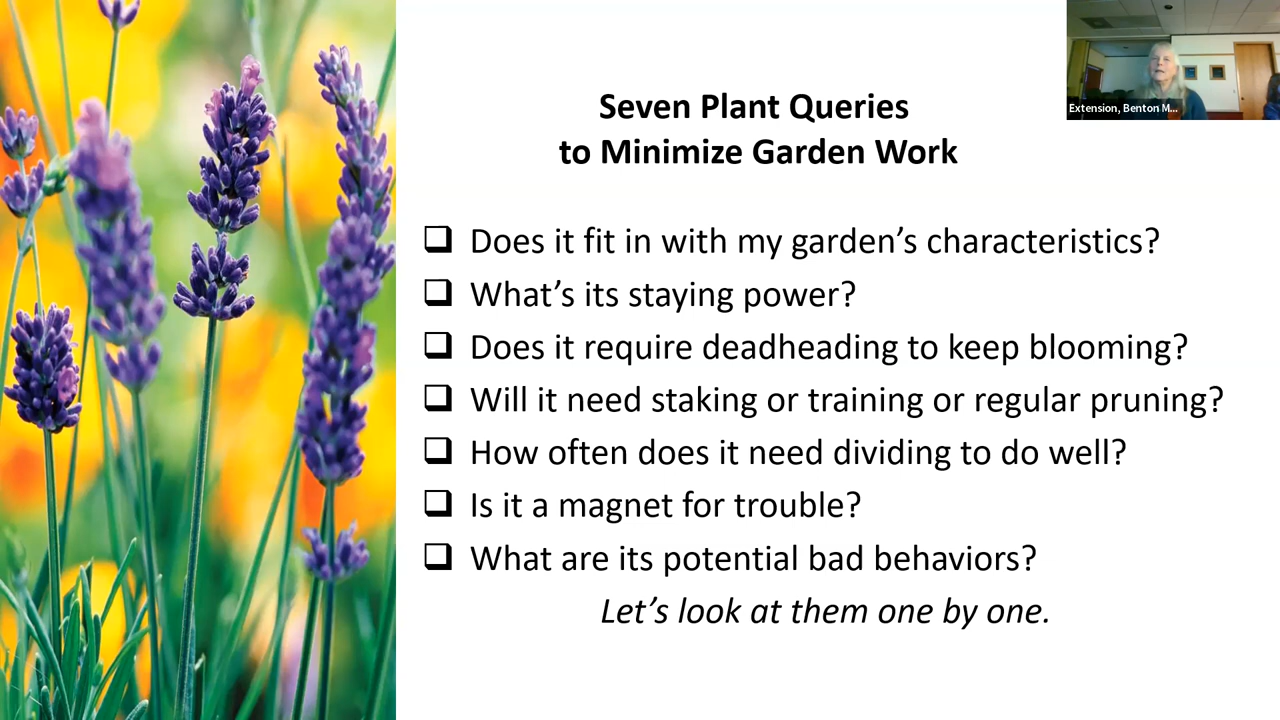 Extension, Benton M...
Seven Plant Queries
to Minimize Garden Work
Does it fit in with my garden’s characteristics?
What’s its staying power?
Does it require deadheading to keep blooming?
Will it need staking or training or regular pruning?
How often does it need dividing to do well?
Is it a magnet for trouble?
What are its potential bad behaviors?
Let’s look at them one by one.